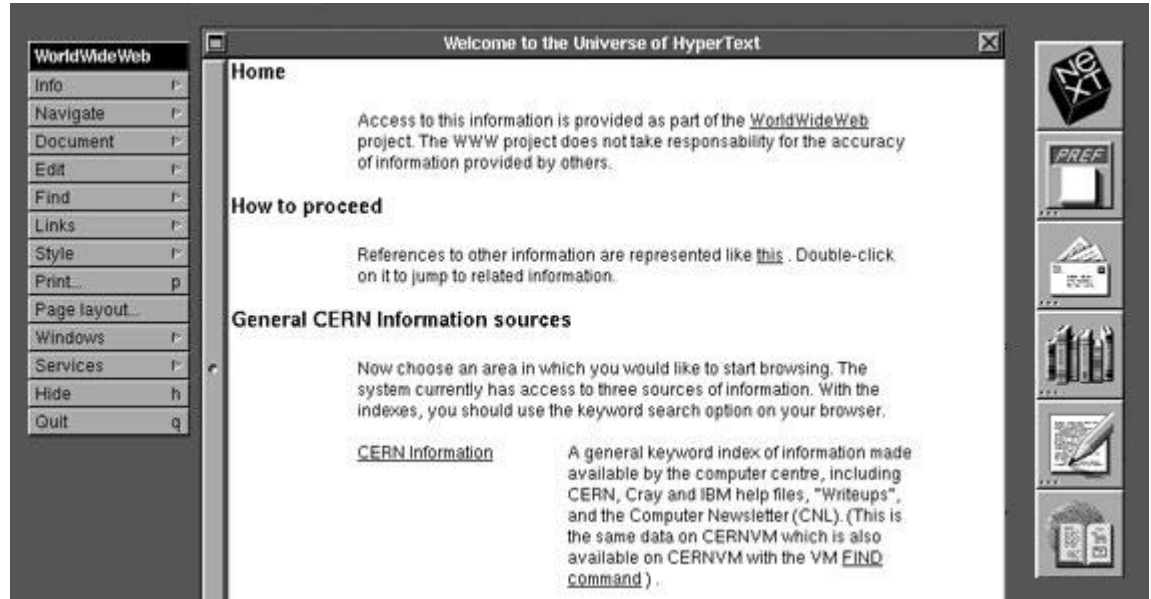 WorldWideWeb
Info
Navigate
Document
Edit
Find
Links
Style
Print... p
Page layout...
Windows
Services
Hide h
Quit q
Welcome to the Universe of HyperText
Home
Access to this information is provided as part of the WorldWideWeb
project. The WWW project does not take responsability for the accuracy
of information provided by others.
How to proceed
References to other information are represented like this . Double-click
on it to jump to related information.
General CERN Information sources
Now choose an area in which you would like to start browsing. The
system currently has access to three sources of information. With the
indexes, you should use the keyword search option on your browser.
CERN Information
A general keyword index of information made
available by the computer centre, including
CERN, Cray and IBM help files, "Writeups",
and the Computer Newsletter (CNL). (This is
the same data on CERNVM which is also
available on CERNVM with the VM FIND
command ) .
NeXT
PREF